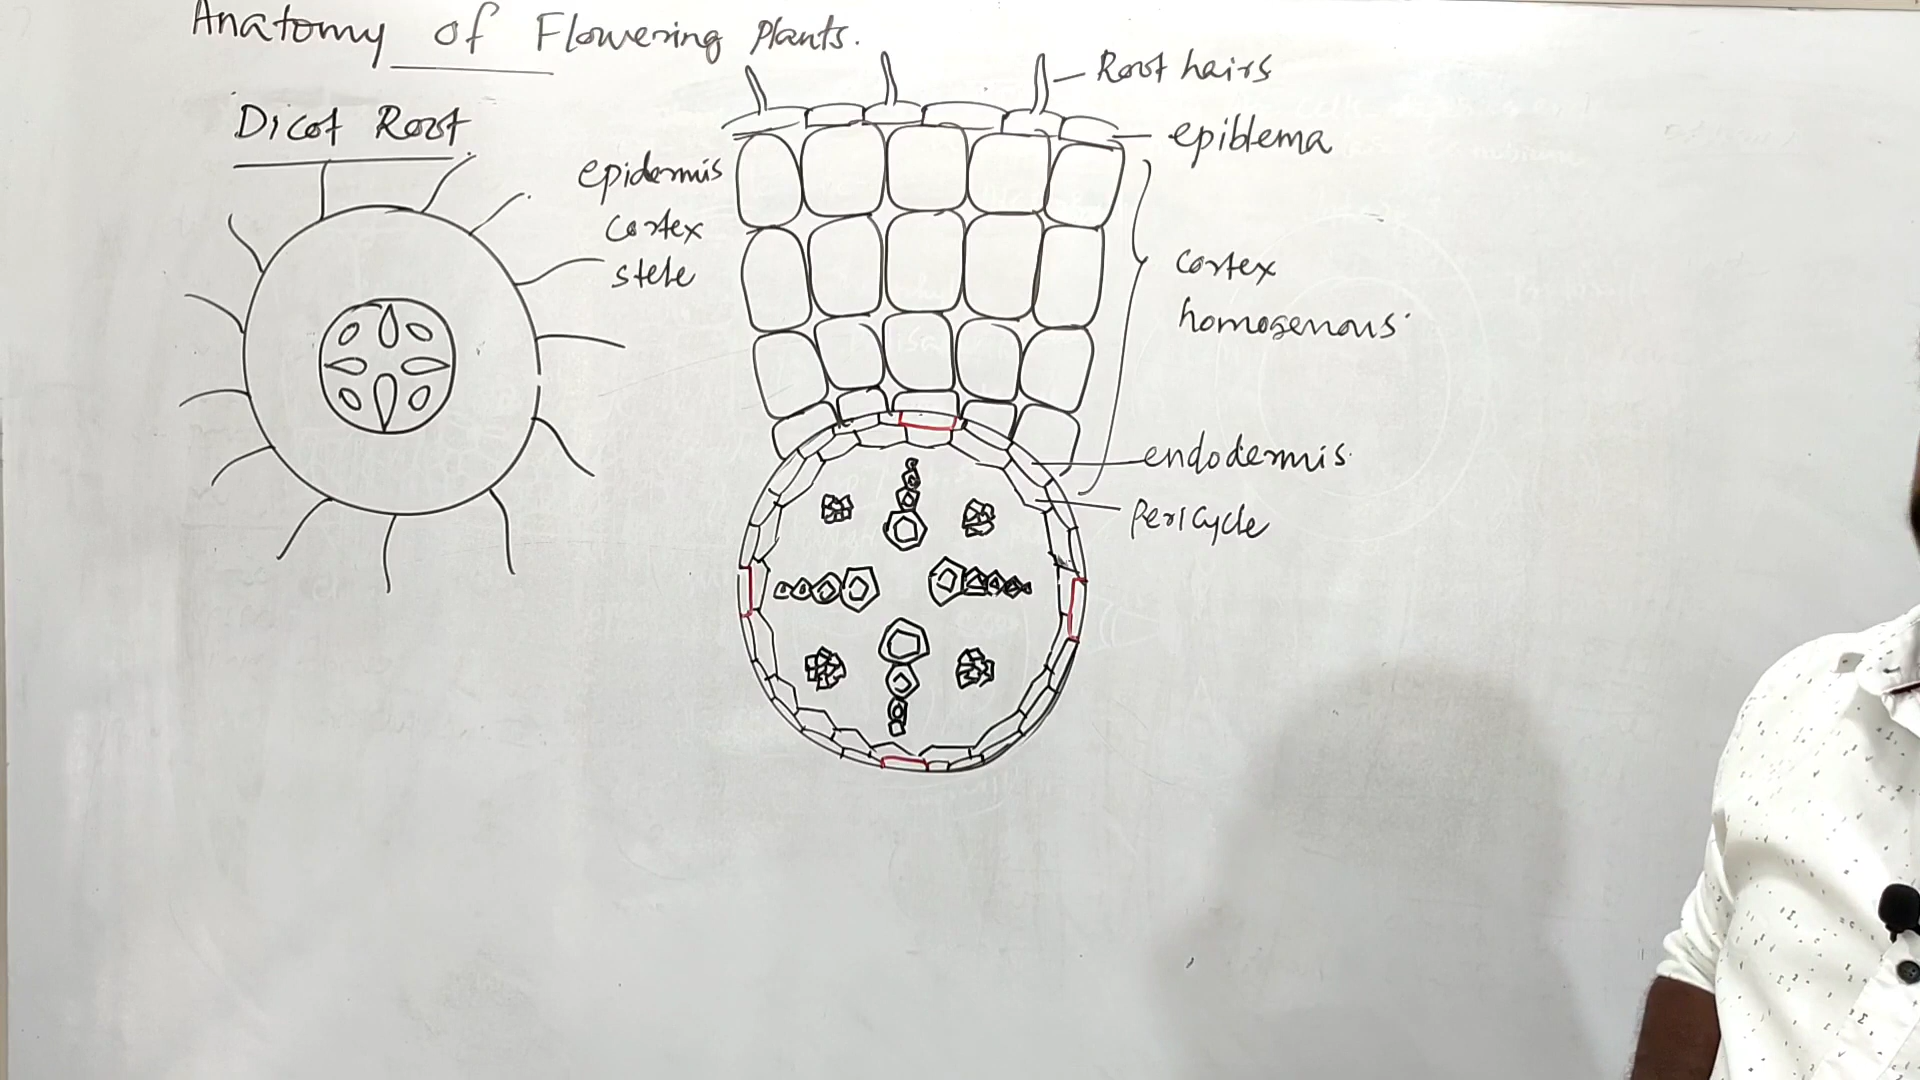 Anatomy of Flowering Plants.
Dicot Root
epidermis
cortex
stele
Root hairs
epiblema
cortex
homogenous
endodermis
Pericycle